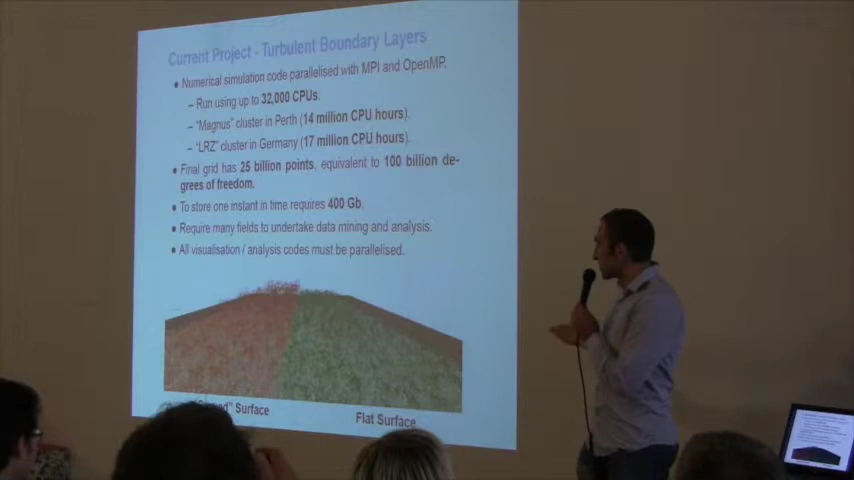 Current Project - Turbulent Boundary Layers
• Numerical simulation code parallelised with MPI and OpenMP.
– Run using up to 32,000 CPUs.
– "Magnus" cluster in Perth (14 million CPU hours).
– "LRZ" cluster in Germany (17 million CPU hours).
• Final grid has 25 billion points, equivalent to 100 billion de-
grees of freedom.
• To store one instant in time requires 400 Gb.
• Require many fields to undertake data mining and analysis.
• All visualisation / analysis codes must be parallelised.
Surface
Flat Surface